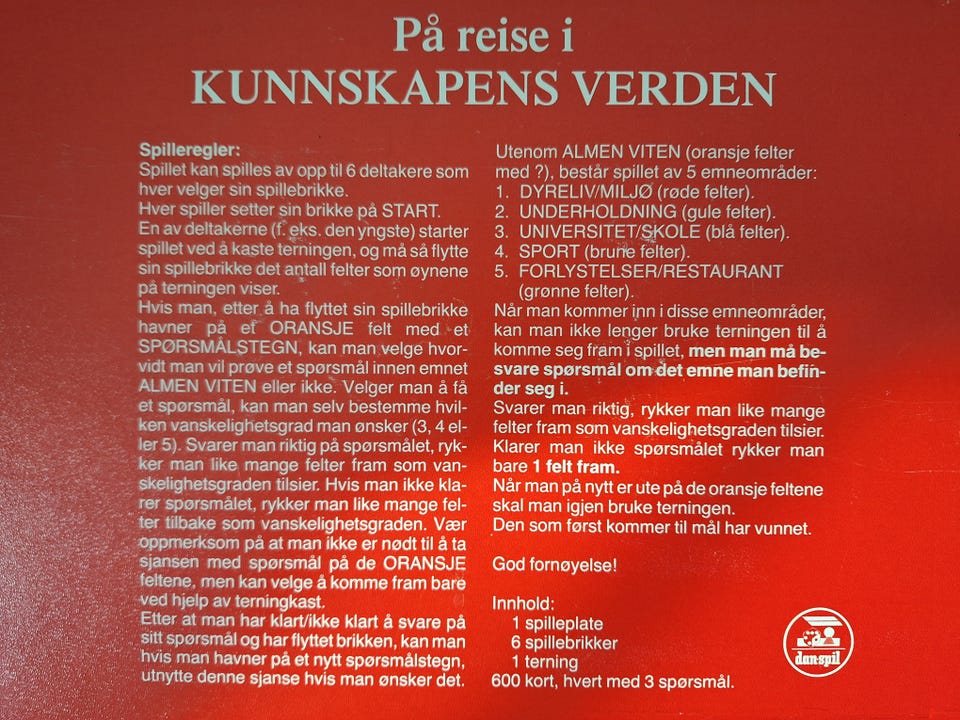 På reise i
KUNNSKAPENS VERDEN
Spilleregler:
Spillet kan spilles av opp til 6 deltakere som
hver velger sin spillebrikke.
Hver spiller setter sin brikke på START.
En av deltakerne (f. eks. den yngste) starter
spillet ved å kaste terningen, og må så flytte
sin spillebrikke det antall felter som øynene
på terningen viser.
Hvis man, etter å ha flyttet sin spillebrikke
havner på et ORANSJE felt med et
SPØRSMÅLSTEGN, kan man velge hvor-
vidt man vil prøve et spørsmål innen emnet
ALMEN VITEN eller ikke. Velger man å få
et spørsmål, kan man selv bestemme hvil-
ken vanskelighetsgrad man ønsker (3, 4 el-
ler 5). Svarer man riktig på spørsmålet, ryk-
ker man like mange felter fram som van-
skelighetsgraden tilsier. Hvis man ikke kla-
rer spørsmålet, rykker man like mange fel-
ter tilbake som vanskelighetsgraden. Vær
oppmerksom på at man ikke er nødt til å ta
sjansen med spørsmål på de ORANSJE
feltene, men kan velge å komme fram bare
ved hjelp av terningkast.
Etter at man har klart/ikke klart å svare på
sitt spørsmål og har flyttet brikken, kan man
hvis man havner på et nytt spørsmålstegn,
utnytte denne sjanse hvis man ønsker det.
Utenom ALMEN VITEN (oransje felter
med ?), består spillet av 5 emneområder:
1. DYRELIV/MILJØ (røde felter).
2. UNDERHOLDNING (gule felter).
3. UNIVERSITET/SKOLE (blå felter).
4. SPORT (brune felter).
5. FORLYSTELSER/RESTAURANT
(grønne felter).
Når man kommer inn i disse emneområder,
kan man ikke lenger bruke terningen til å
komme seg fram i spillet, men man må be-
svare spørsmål om det emne man befin-
der seg i.
Svarer man riktig, rykker man like mange
felter fram som vanskelighetsgraden tilsier.
Klarer man ikke spørsmålet rykker man
bare 1 felt fram.
Når man på nytt er ute på de oransje feltene
skal man igjen bruke terningen.
Den som først kommer til mål har vunnet.
God fornøyelse!
Innhold:
1 spilleplate
6 spillebrikker
1 terning
600 kort, hvert med 3 spørsmål.
dan-spil